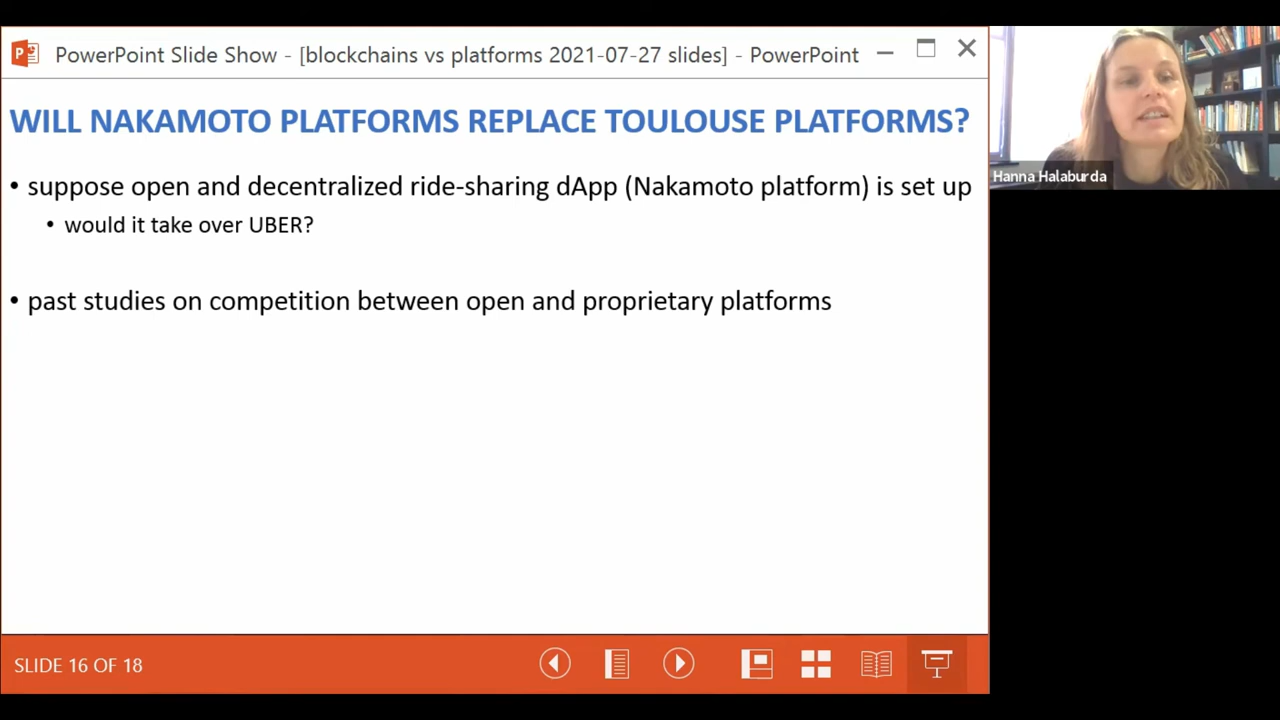 PowerPoint Slide Show - [blockchains vs platforms 2021-07-27 slides] - PowerPoint
WILL NAKAMOTO PLATFORMS REPLACE TOULOUSE PLATFORMS?
• suppose open and decentralized ride-sharing dApp (Nakamoto platform) is set up
• would it take over UBER?
• past studies on competition between open and proprietary platforms
SLIDE 16 OF 18
Hanna Halaburda